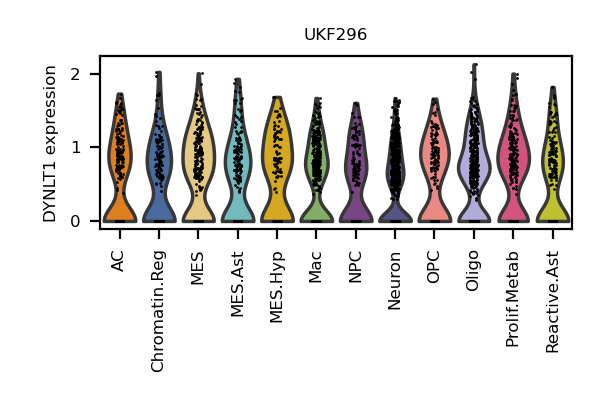 UKF296
DYNLT1 expression
2
1
0
AC
Chromatin.Reg
MES
MES.Ast
MES.Hyp
Mac
NPC
Neuron
OPC
Oligo
Prolif.Metab
Reactive.Ast